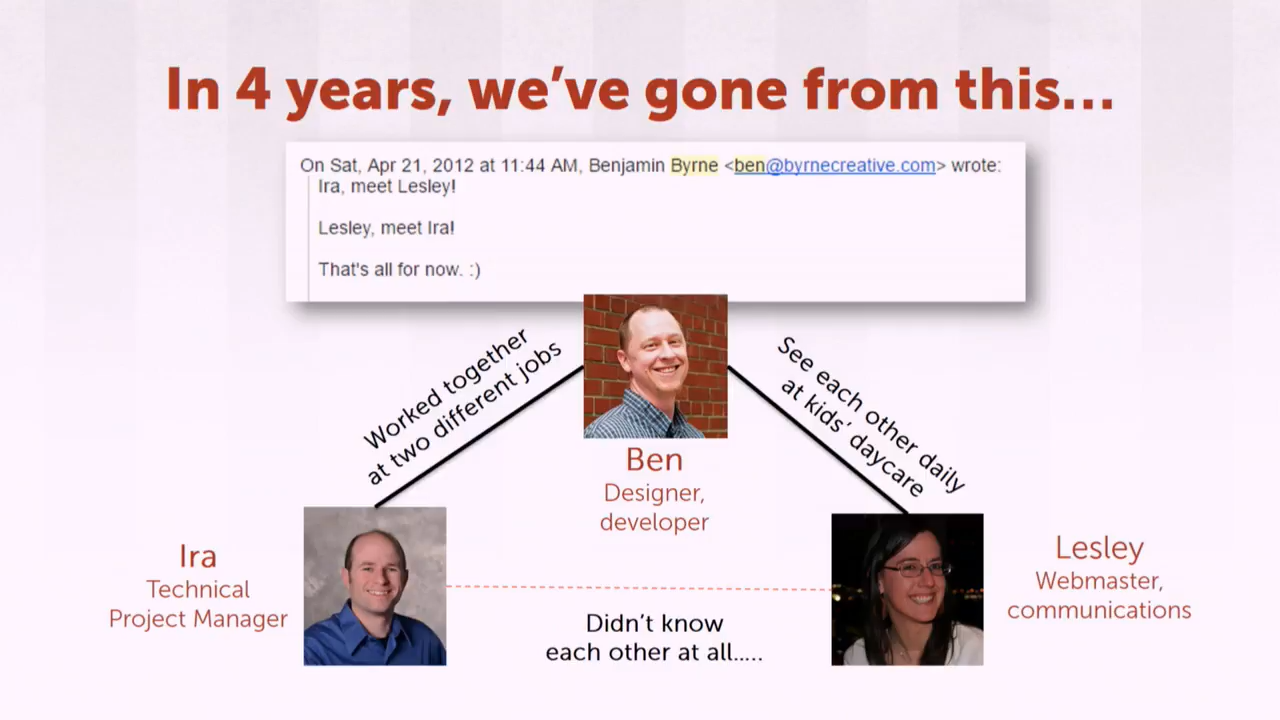 In 4 years, we've gone from this...
On Sat, Apr 21, 2012 at 11:44 AM, Benjamin Byrne <ben@byrnecreative.com> wrote:
Ira, meet Lesley!
Lesley, meet Ira!
That's all for now. :)
Worked together
at two different jobs
See each other daily
at kids' daycare
Ben
Designer,
developer
Ira
Technical
Project Manager
Lesley
Webmaster,
communications
Didn't know
each other at all.....